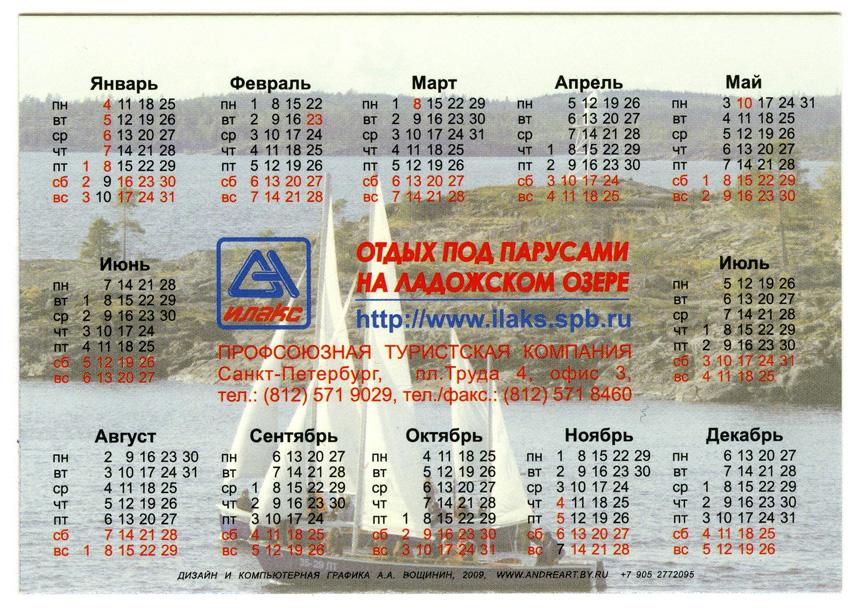 Январь
пн 4 11 18 25
вт 5 12 19 26
ср 6 13 20 27
чт 7 14 21 28
пт 1 8 15 22 29
сб 2 9 16 23 30
вс 3 10 17 24 31
Февраль
пн 1 8 15 22
вт 2 9 16 23
ср 3 10 17 24
чт 4 11 18 25
пт 5 12 19 26
сб 6 13 20 27
вс 7 14 21 28
Март
пн 1 8 15 22 29
вт 2 9 16 23 30
ср 3 10 17 24 31
чт 4 11 18 25
пт 5 12 19 26
сб 6 13 20 27
вс 7 14 21 28
Апрель
пн 5 12 19 26
вт 6 13 20 27
ср 7 14 21 28
чт 1 8 15 22 29
пт 2 9 16 23 30
сб 3 10 17 24
вс 4 11 18 25
Май
пн 3 10 17 24 31
вт 4 11 18 25
ср 5 12 19 26
чт 6 13 20 27
пт 7 14 21 28
сб 1 8 15 22 29
вс 2 9 16 23 30
Июнь
пн 7 14 21 28
вт 1 8 15 22 29
ср 2 9 16 23 30
чт 3 10 17 24
пт 4 11 18 25
сб 5 12 19 26
вс 6 13 20 27
илакс
ОТДЫХ ПОД ПАРУСАМИ
НА ЛАДОЖСКОМ ОЗЕРЕ
http://www.ilaks.spb.ru
ПРОФСОЮЗНАЯ ТУРИСТСКАЯ КОМПАНИЯ
Санкт-Петербург, пл.Труда 4, офис 3,
тел.: (812) 571 9029, тел./факс.: (812) 571 8460
Июль
пн 5 12 19 26
вт 6 13 20 27
ср 7 14 21 28
чт 1 8 15 22 29
пт 2 9 16 23 30
сб 3 10 17 24 31
вс 4 11 18 25
Август
пн 2 9 16 23 30
вт 3 10 17 24 31
ср 4 11 18 25
чт 5 12 19 26
пт 6 13 20 27
сб 7 14 21 28
вс 1 8 15 22 29
Сентябрь
пн 6 13 20 27
вт 7 14 21 28
ср 1 8 15 22 29
чт 2 9 16 23 30
пт 3 10 17 24
сб 4 11 18 25
вс 5 12 19 26
Октябрь
пн 4 11 18 25
вт 5 12 19 26
ср 6 13 20 27
чт 7 14 21 28
пт 1 8 15 22 29
сб 2 9 16 23 30
вс 3 10 17 24 31
Ноябрь
пн 1 8 15 22 29
вт 2 9 16 23 30
ср 3 10 17 24
чт 4 11 18 25
пт 5 12 19 26
сб 6 13 20 27
вс 7 14 21 28
Декабрь
пн 6 13 20 27
вт 7 14 21 28
ср 1 8 15 22 29
чт 2 9 16 23 30
пт 3 10 17 24 31
сб 4 11 18 25
вс 5 12 19 26
ДИЗАЙН И КОМПЬЮТЕРНАЯ ГРАФИКА А.А. ВОЩИНИН, 2009, WWW.ANDREART.BY.RU +7 905 2772095